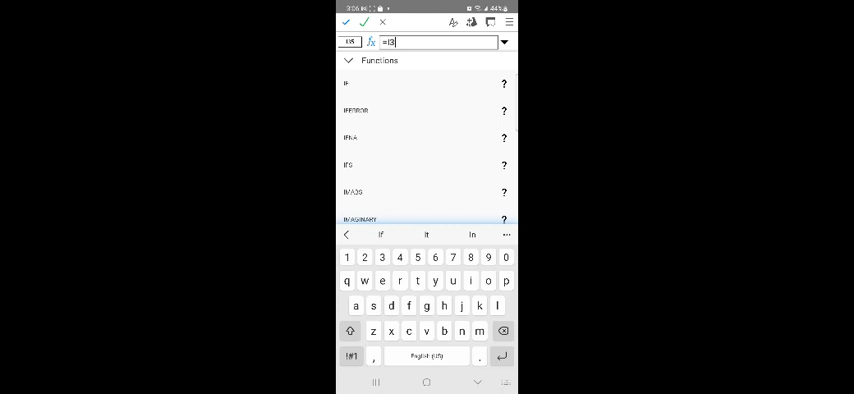 3:06 44%
I35 fx =I3
Functions
IF ?
IFERROR ?
IFNA ?
IFS ?
IMABS ?
IMAGINARY ?
If It In ...
1 2 3 4 5 6 7 8 9 0
q w e r t y u i o p
a s d f g h j k l
z x c v b n m
!#1 , English (US) .